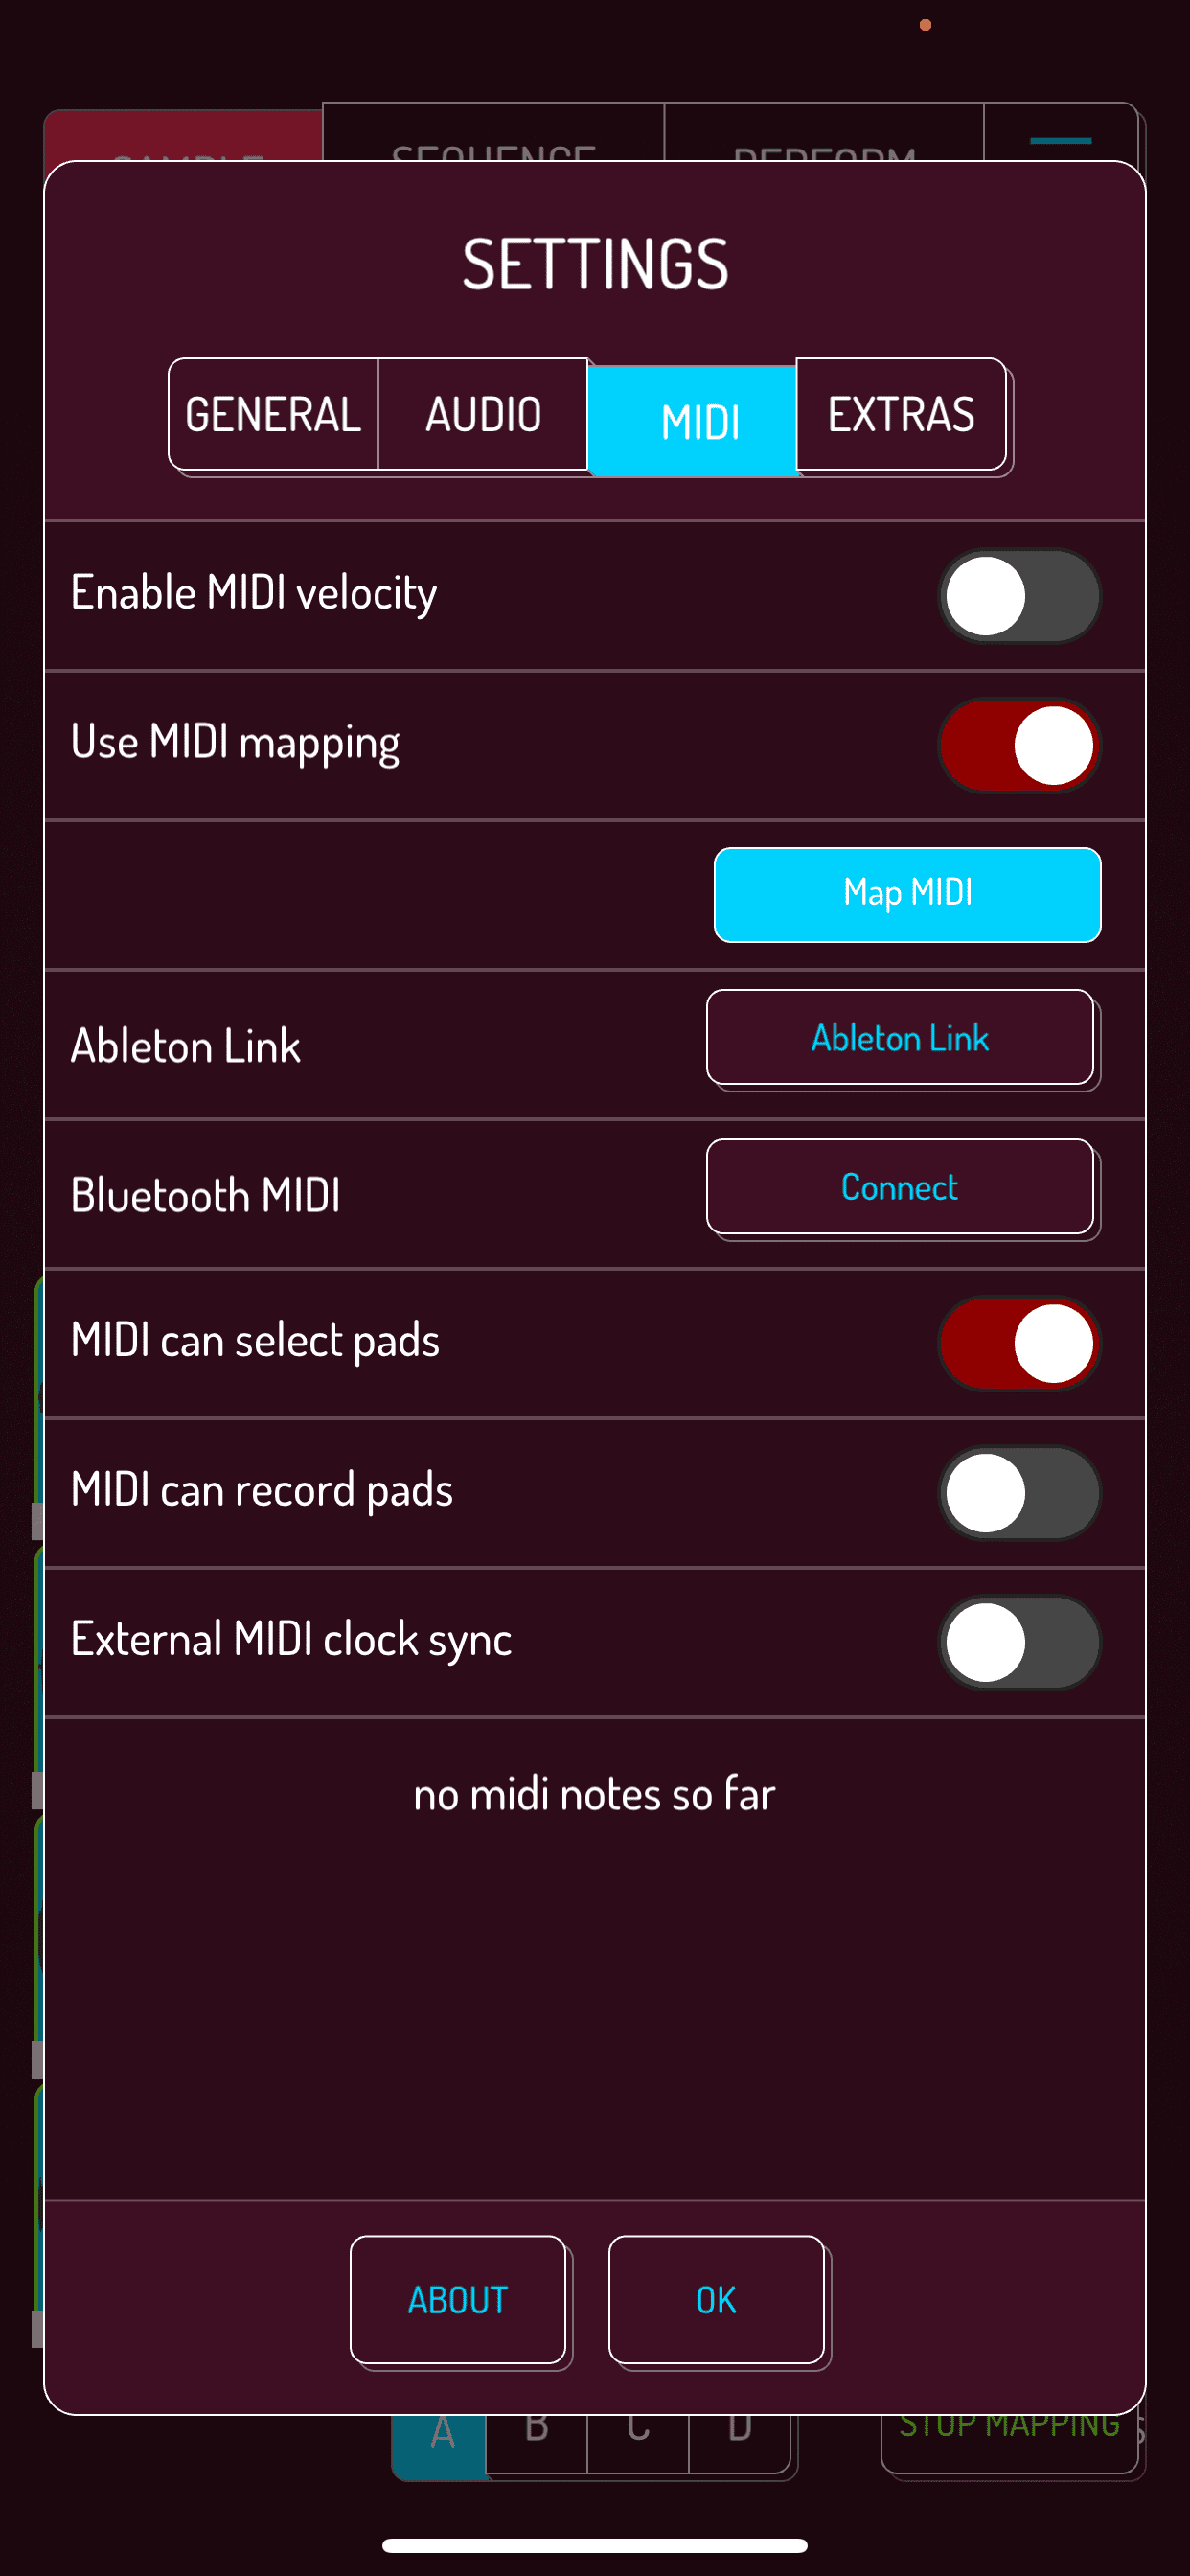 SAMPLE SEQUENCE PERFORM
SETTINGS
GENERAL AUDIO MIDI EXTRAS
Enable MIDI velocity
Use MIDI mapping
Map MIDI
Ableton Link Ableton Link
Bluetooth MIDI Connect
MIDI can select pads
MIDI can record pads
External MIDI clock sync
no midi notes so far
ABOUT OK
A B C D STOP MAPPING